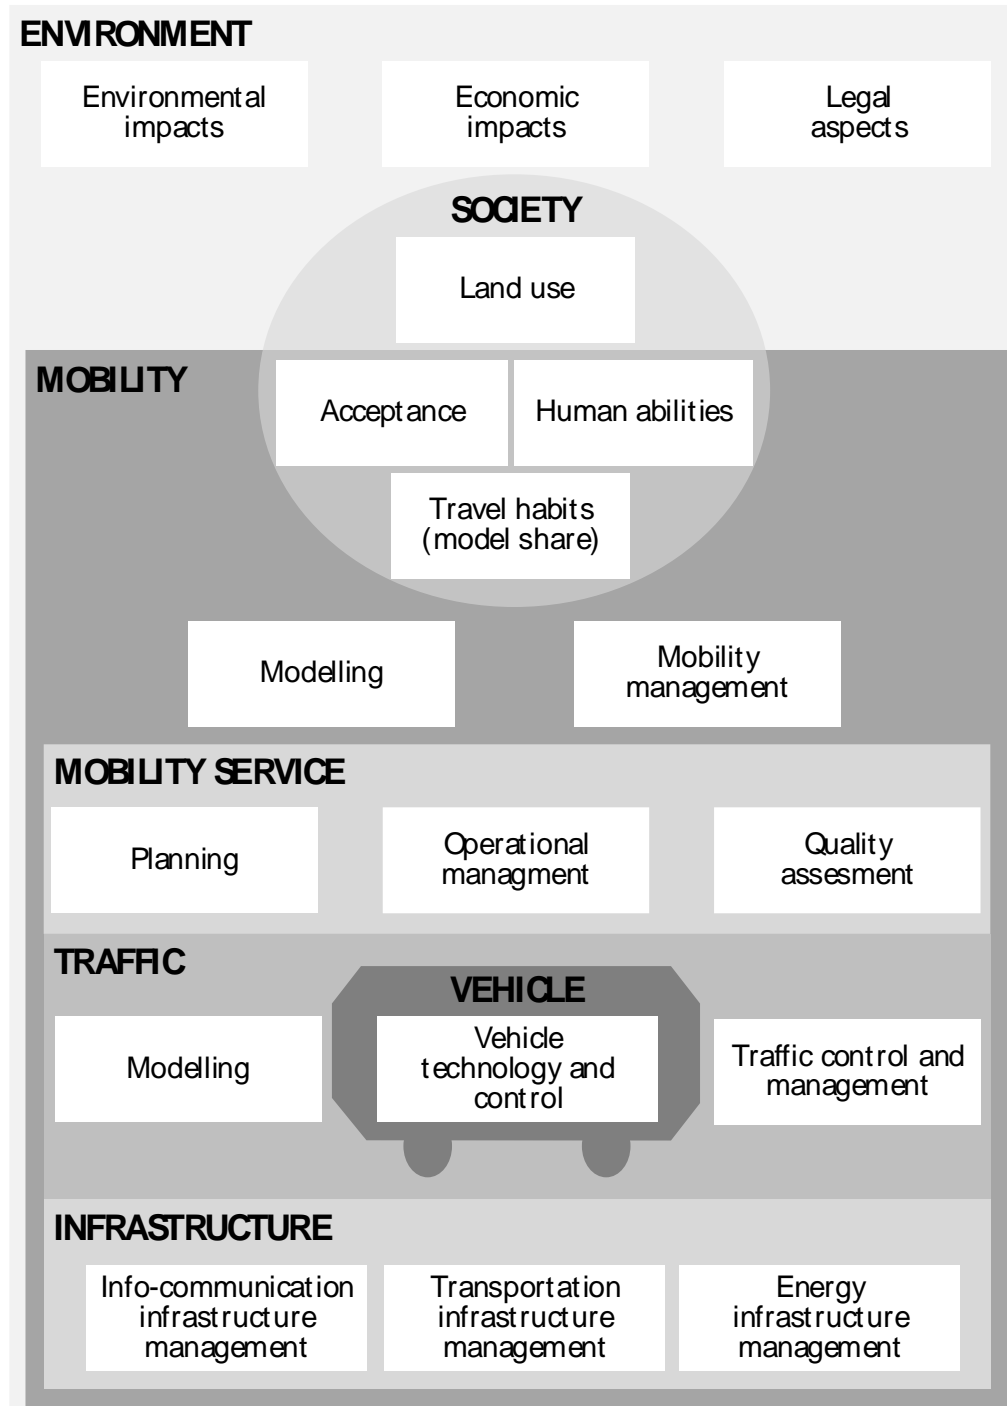 ENVIRONMENT
Environmental
impacts
Economic
impacts
Legal
aspects
SOCIETY
Land use
MOBILITY
Acceptance
Human abilities
Travel habits
(model share)
Modelling
Mobility
management
MOBILITY SERVICE
Planning
Operational
managment
Quality
assesment
TRAFFIC
VEHICLE
Modelling
Vehicle
technology and
control
Traffic control and
management
INFRASTRUCTURE
Info-communication
infrastructure
management
Transportation
infrastructure
management
Energy
infrastructure
management